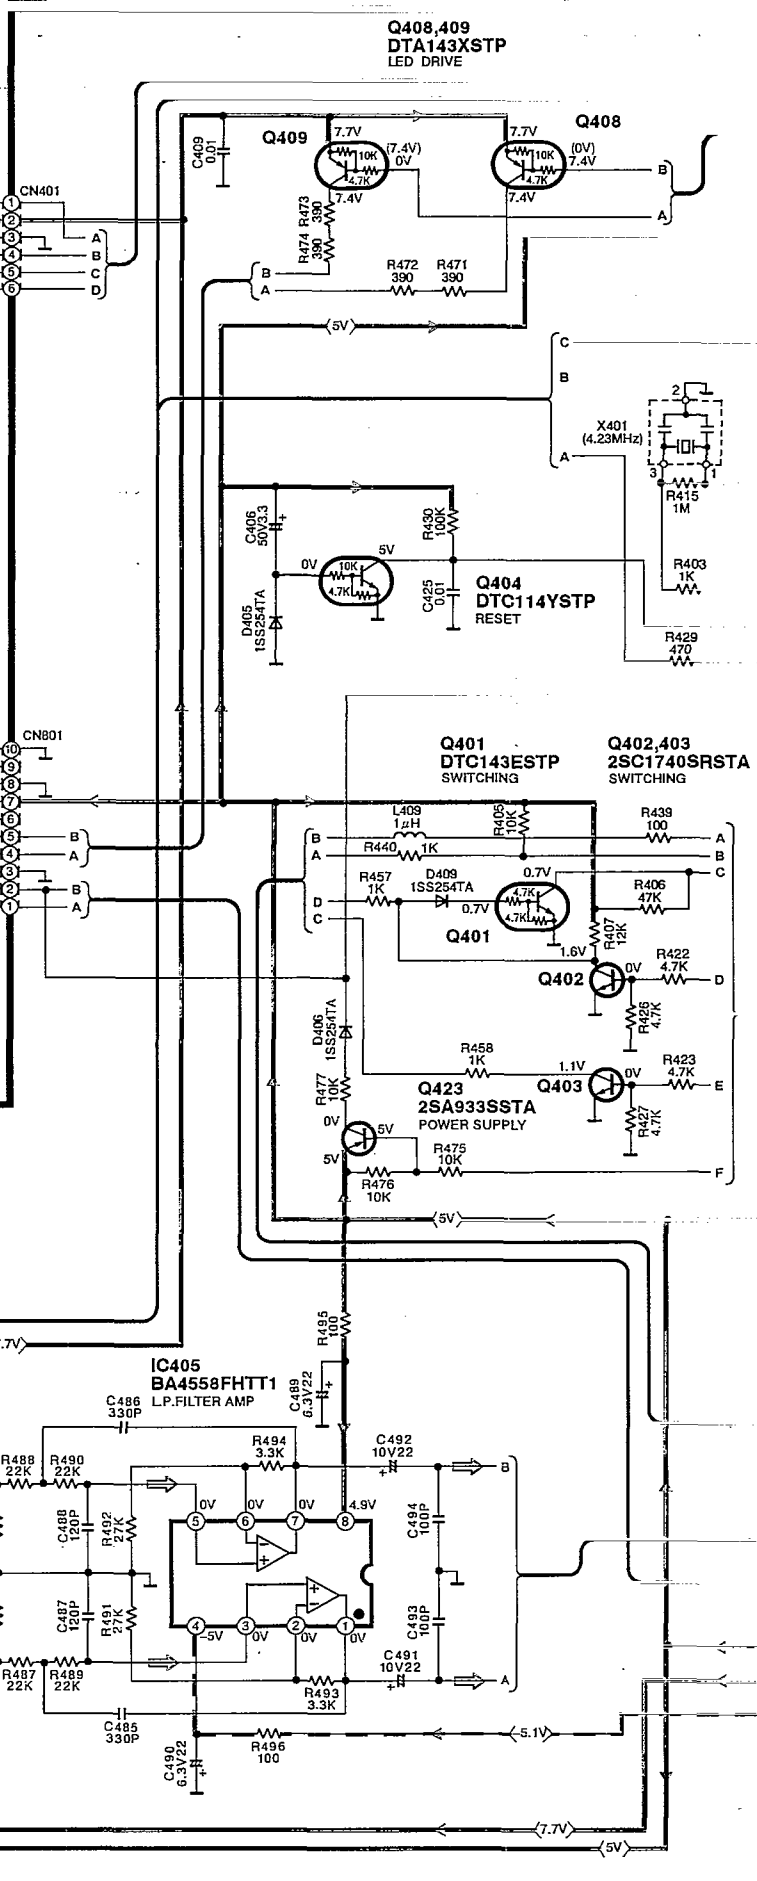 Q408,409
DTA143XSTP
LED DRIVE
Q409
7.7V
(7.4V)
0V
10K
4.7K
7.4V
7.7V
Q408
(0V)
7.4V
10K
4.7K
7.4V
C409
0.01
B
A
CN401
1
2
3
4
5
6
A
B
C
D
R473
390
R474
390
B
A
R472
390
R471
390
(5V)
C
B
A
X401
(4.23MHz)
2
3
1
R415
1M
R403
1K
R429
470
C406
50V3.3
+
R430
100K
5V
0V
10K
4.7K
D405
1SS254TA
C425
0.01
Q404
DTC114YSTP
RESET
CN801
10
9
8
7
6
5
4
3
2
1
B
A
B
A
Q401
DTC143ESTP
SWITCHING
Q402,403
2SC1740SRSTA
SWITCHING
B
A
D
C
L409
1μH
R405
10K
R440
1K
R439
100
A
B
C
R457
1K
D409
1SS254TA
0.7V
0.7V
4.7K
4.7K
Q401
R406
47K
R407
12K
1.6V
Q402
0V
R422
4.7K
D
R426
4.7K
D406
1SS254TA
R477
10K
R458
1K
1.1V
Q403
0V
R423
4.7K
E
R427
4.7K
Q423
2SA933SSTA
POWER SUPPLY
0V
5V
5V
R476
10K
R475
10K
F
(5V)
.7V
R495
100
C489
6.3V22
+
IC405
BA4558FHTT1
L.P.FILTER AMP
C486
330P
R488
22K
R490
22K
R494
3.3K
C492
10V22
+
B
C488
120P
R492
27K
0V
0V
0V
4.9V
5
6
7
8
−
+
C494
100P
C487
120P
R491
27K
+
−
4
3
2
1
−5V
0V
0V
0V
C493
100P
R487
22K
R489
22K
R493
3.3K
C491
10V22
+
A
C485
330P
C490
6.3V22
+
R496
100
(−5.1V)
(7.7V)
(5V)